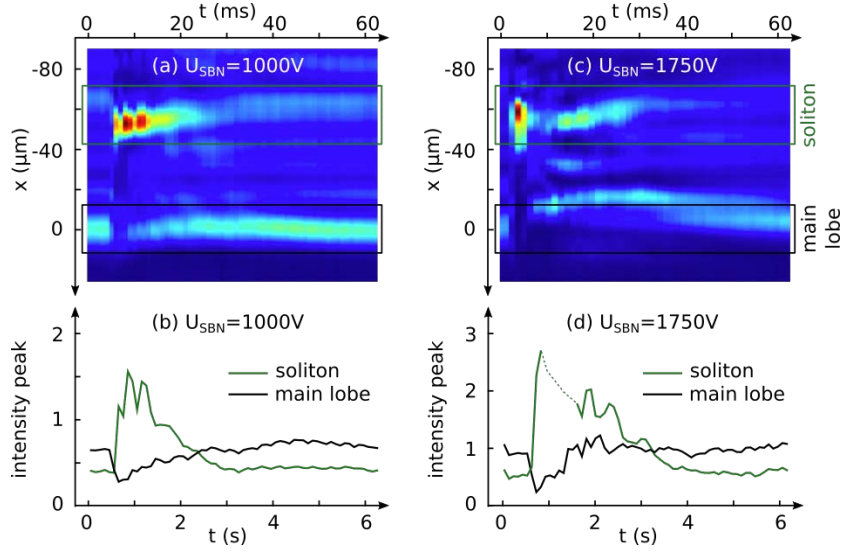 t (ms)
0 20 40 60
t (ms)
0 20 40 60
(a) U_SBN=1000V
(c) U_SBN=1750V
-80
-40
0
x (μm)
-80
-40
0
x (μm)
soliton
main
lobe
(b) U_SBN=1000V
soliton
main lobe
2
1
0
intensity peak
0 2 4 6
t (s)
(d) U_SBN=1750V
soliton
main lobe
3
2
1
0
intensity peak
0 2 4 6
t (s)